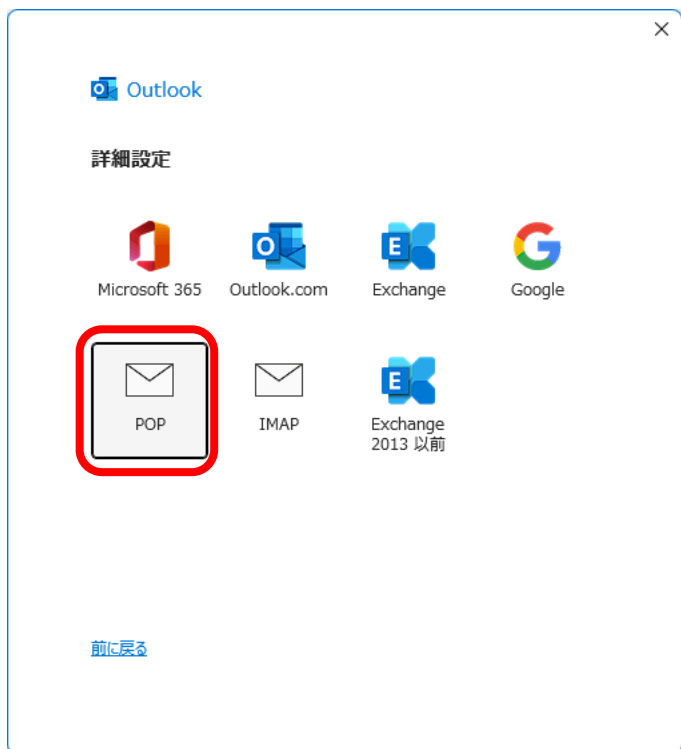 Outlook
詳細設定
Microsoft 365
Outlook.com
Exchange
Google
POP
IMAP
Exchange
2013 以前
前に戻る